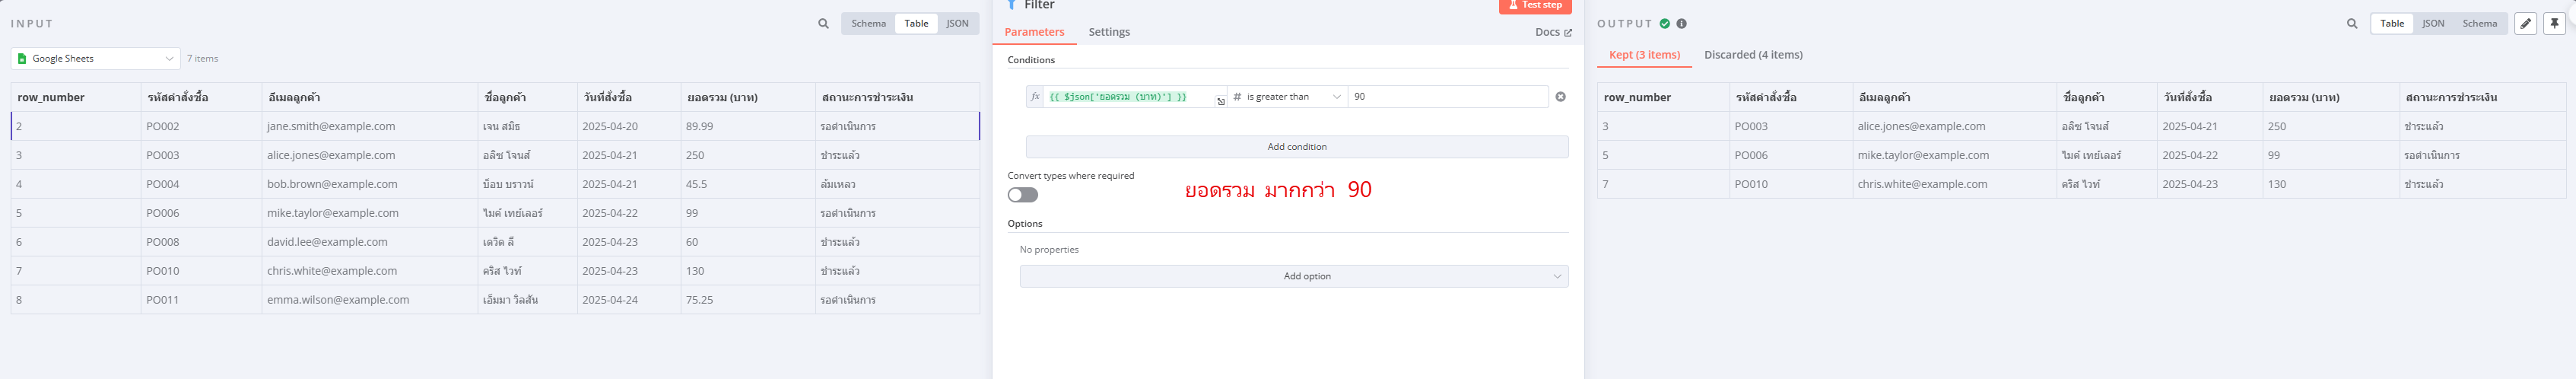 INPUT
Schema Table JSON
Google Sheets 7 items
row_number รหัสคำสั่งซื้อ อีเมลลูกค้า ชื่อลูกค้า วันที่สั่งซื้อ ยอดรวม (บาท) สถานะการชำระเงิน
2 PO002 jane.smith@example.com เจน สมิธ 2025-04-20 89.99 รอดำเนินการ
3 PO003 alice.jones@example.com อลิซ โจนส์ 2025-04-21 250 ชำระแล้ว
4 PO004 bob.brown@example.com บ็อบ บราวน์ 2025-04-21 45.5 ล้มเหลว
5 PO006 mike.taylor@example.com ไมค์ เทย์เลอร์ 2025-04-22 99 รอดำเนินการ
6 PO008 david.lee@example.com เดวิด ลี 2025-04-23 60 ชำระแล้ว
7 PO010 chris.white@example.com คริส ไวท์ 2025-04-23 130 ชำระแล้ว
8 PO011 emma.wilson@example.com เอ็มมา วิลสัน 2025-04-24 75.25 รอดำเนินการ
Filter
Test step
Parameters Settings Docs
Conditions
fx {{ $json['ยอดรวม (บาท)'] }} # is greater than 90
Add condition
Convert types where required
ยอดรวม มากกว่า 90
Options
No properties
Add option
OUTPUT
Table JSON Schema
Kept (3 items) Discarded (4 items)
row_number รหัสคำสั่งซื้อ อีเมลลูกค้า ชื่อลูกค้า วันที่สั่งซื้อ ยอดรวม (บาท) สถานะการชำระเงิน
3 PO003 alice.jones@example.com อลิซ โจนส์ 2025-04-21 250 ชำระแล้ว
5 PO006 mike.taylor@example.com ไมค์ เทย์เลอร์ 2025-04-22 99 รอดำเนินการ
7 PO010 chris.white@example.com คริส ไวท์ 2025-04-23 130 ชำระแล้ว